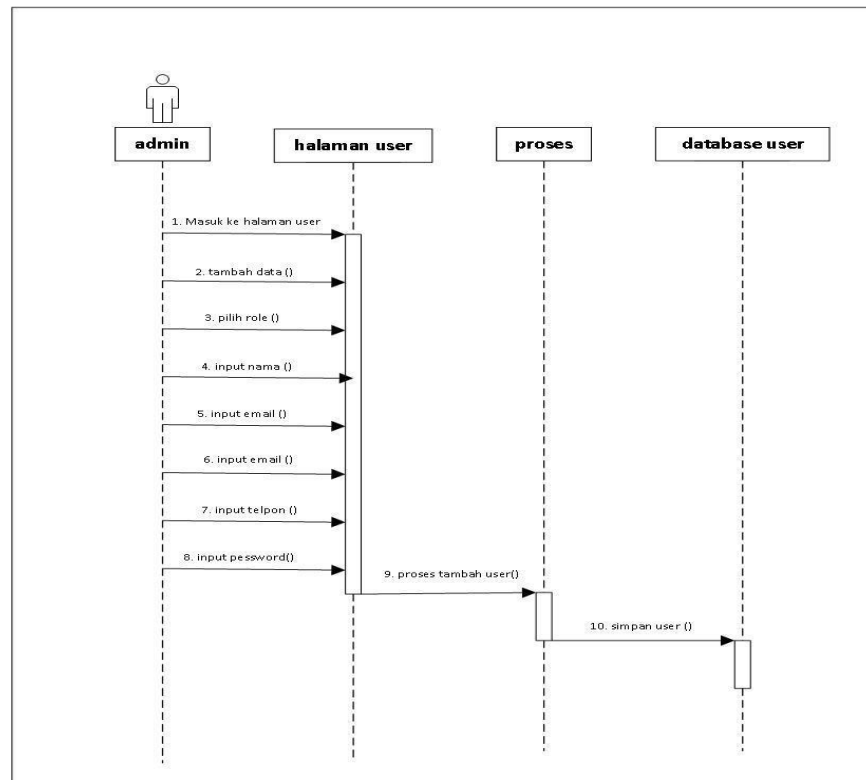 admin
halaman user
proses
database user
1. Masuk ke halaman user
2. tambah data ()
3. pilih role ()
4. input nama ()
5. input email ()
6. input email ()
7. input telpon ()
8. input pessword()
9. proses tambah user()
10. simpan user ()